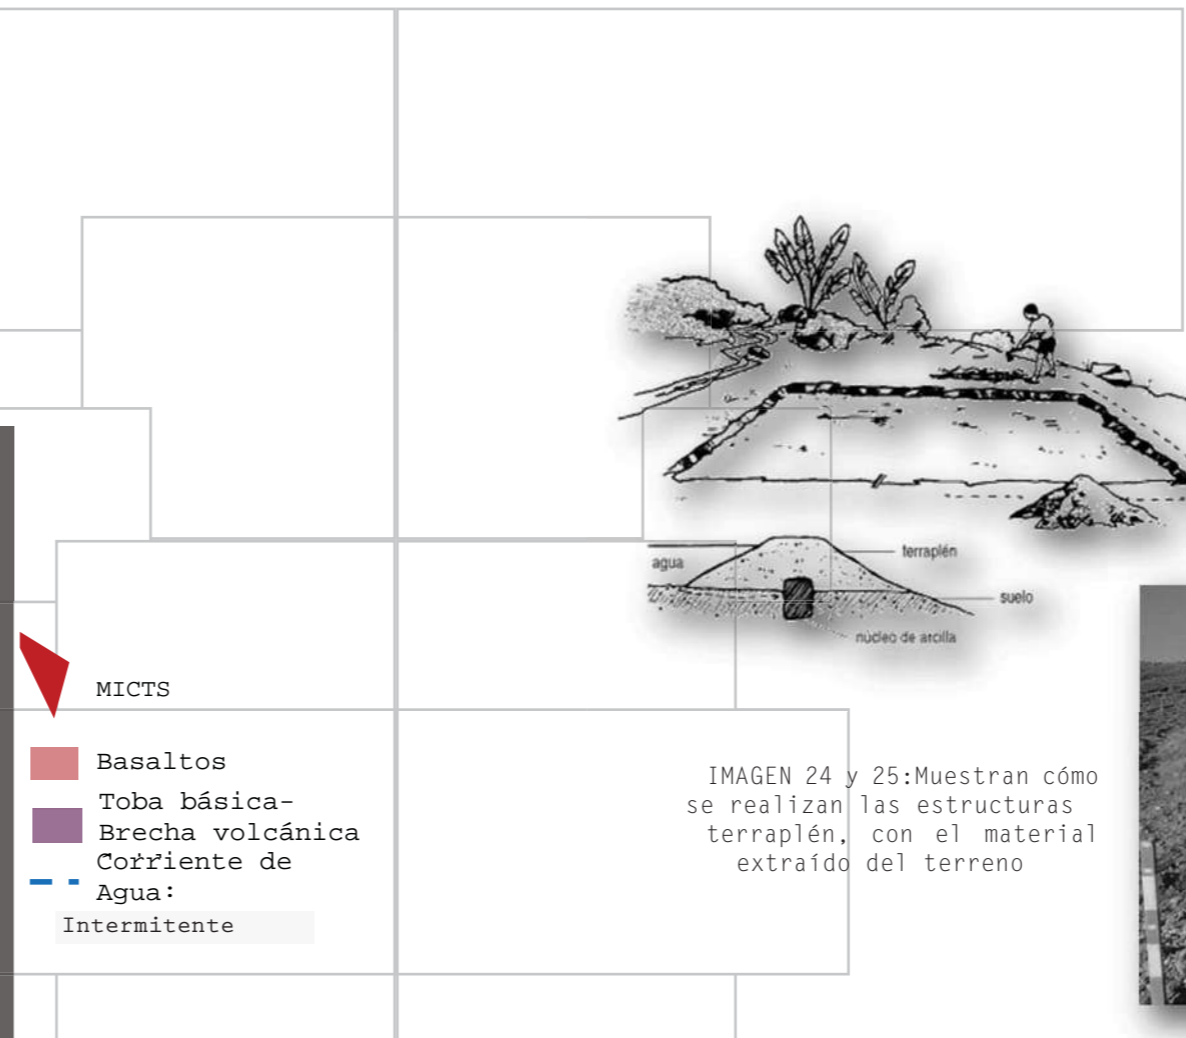 agua
terraplén
suelo
núcleo de arcilla
MICTS
Basaltos
Toba básica-
Brecha volcánica
Corriente de
Agua:
Intermitente
IMAGEN 24 y 25:Muestran cómo
se realizan las estructuras
terraplén, con el material
extraído del terreno